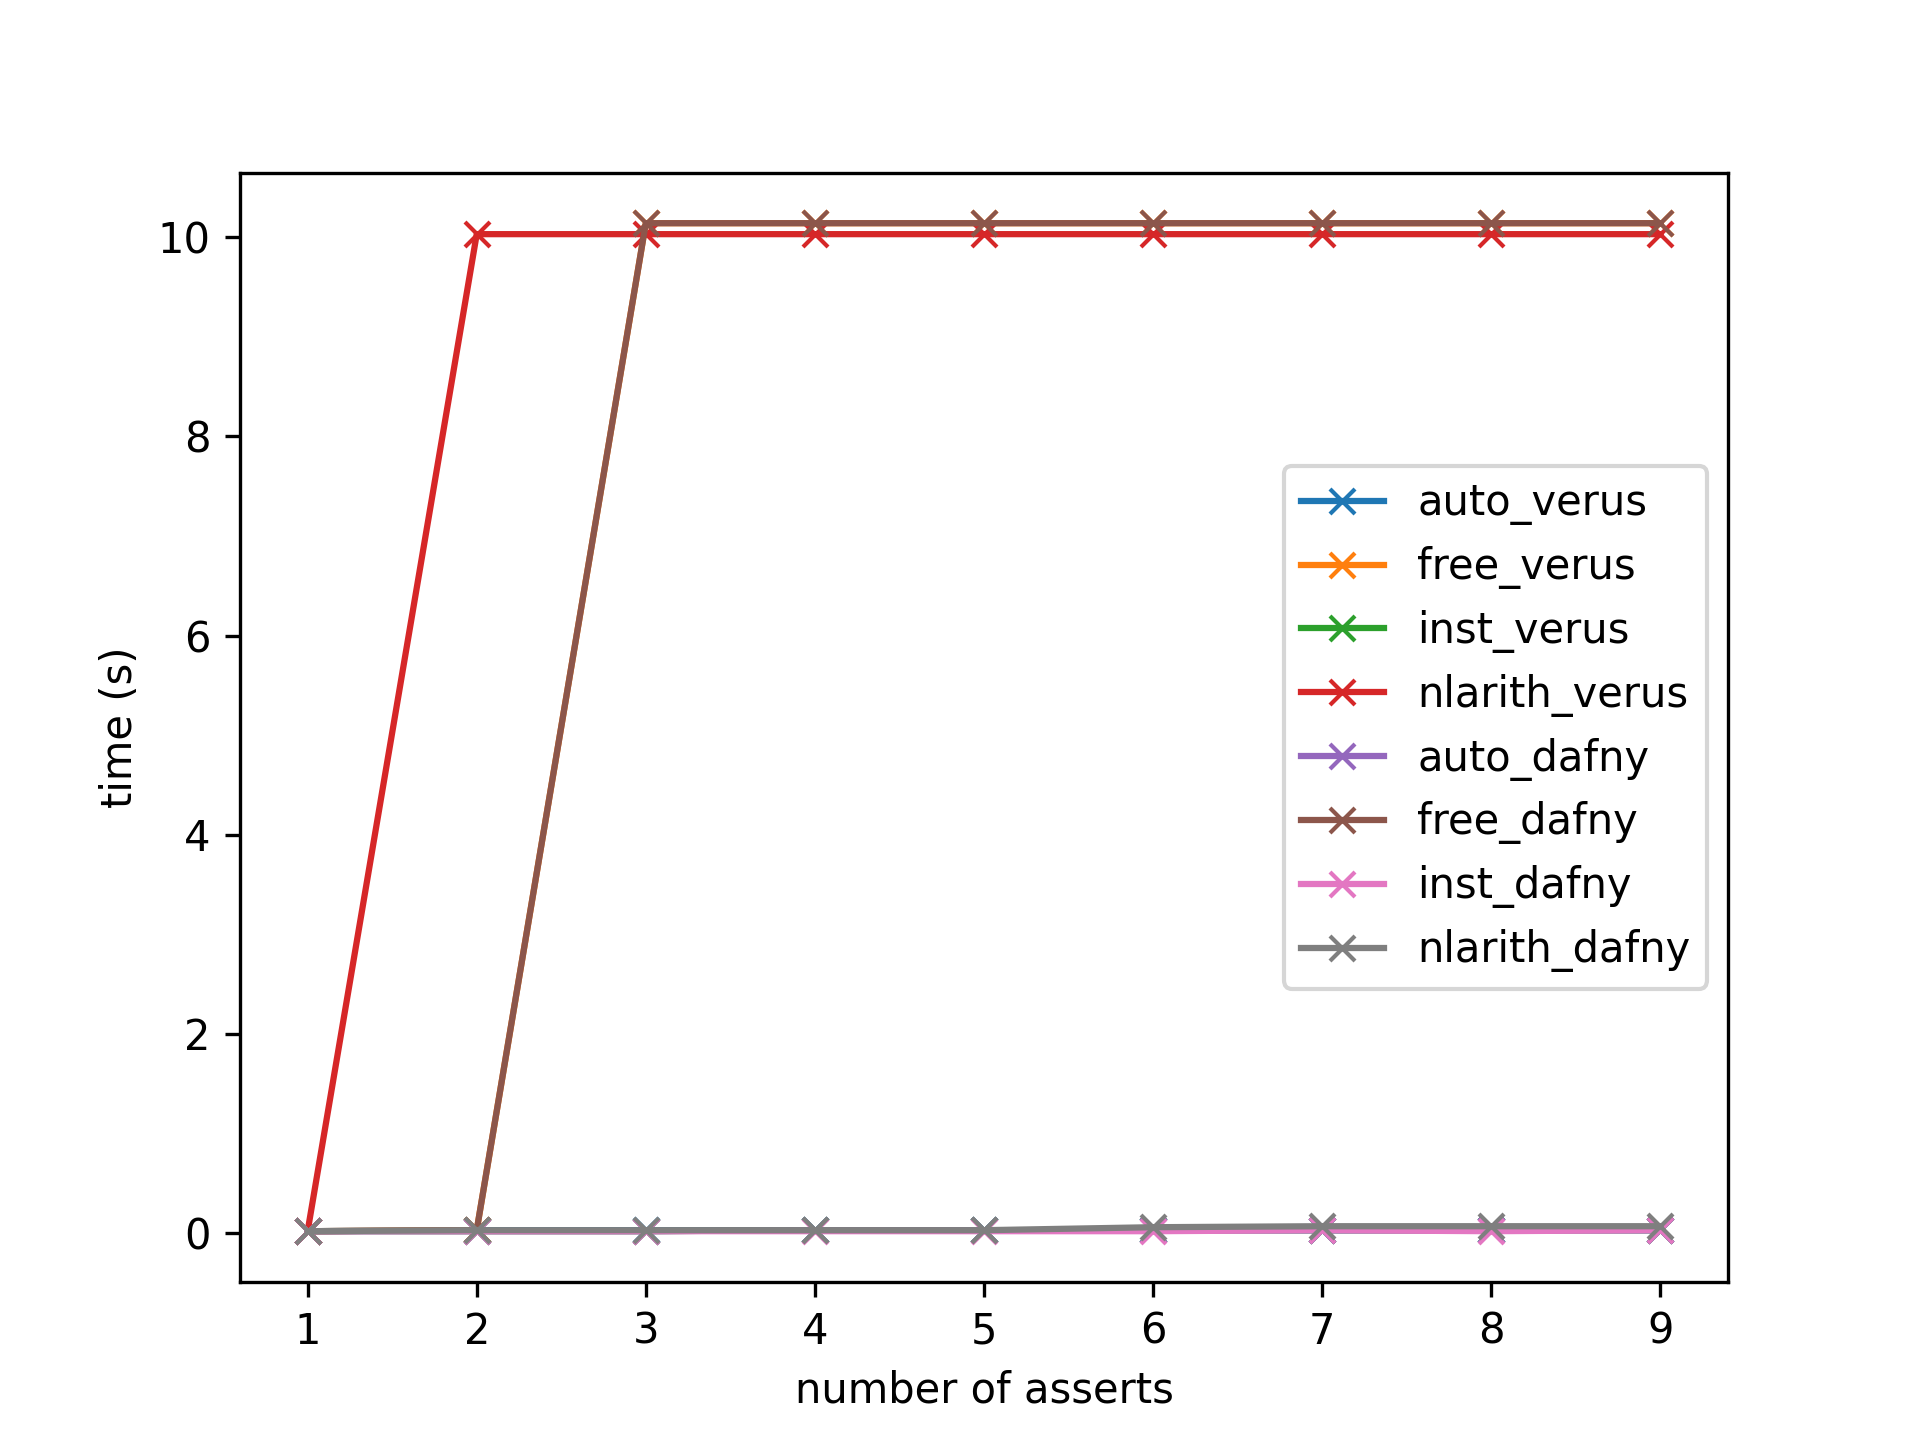 10
8
6
4
2
0
time (s)
auto_verus
free_verus
inst_verus
nlarith_verus
auto_dafny
free_dafny
inst_dafny
nlarith_dafny
1 2 3 4 5 6 7 8 9
number of asserts